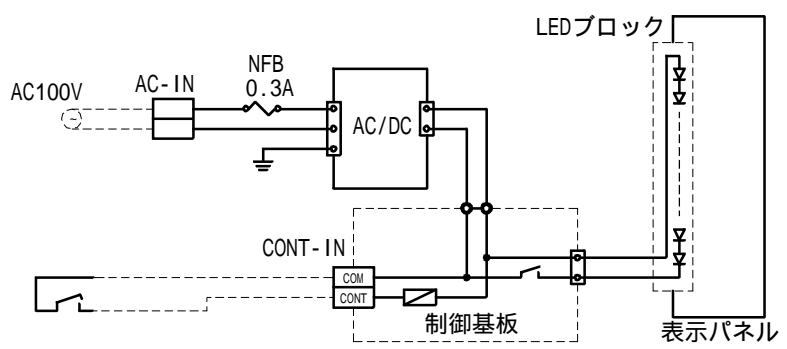 LEDブロック
NFB
0.3A
AC100V
AC-IN
AC/DC
CONT-IN
COM
CONT
制御基板
表示パネル